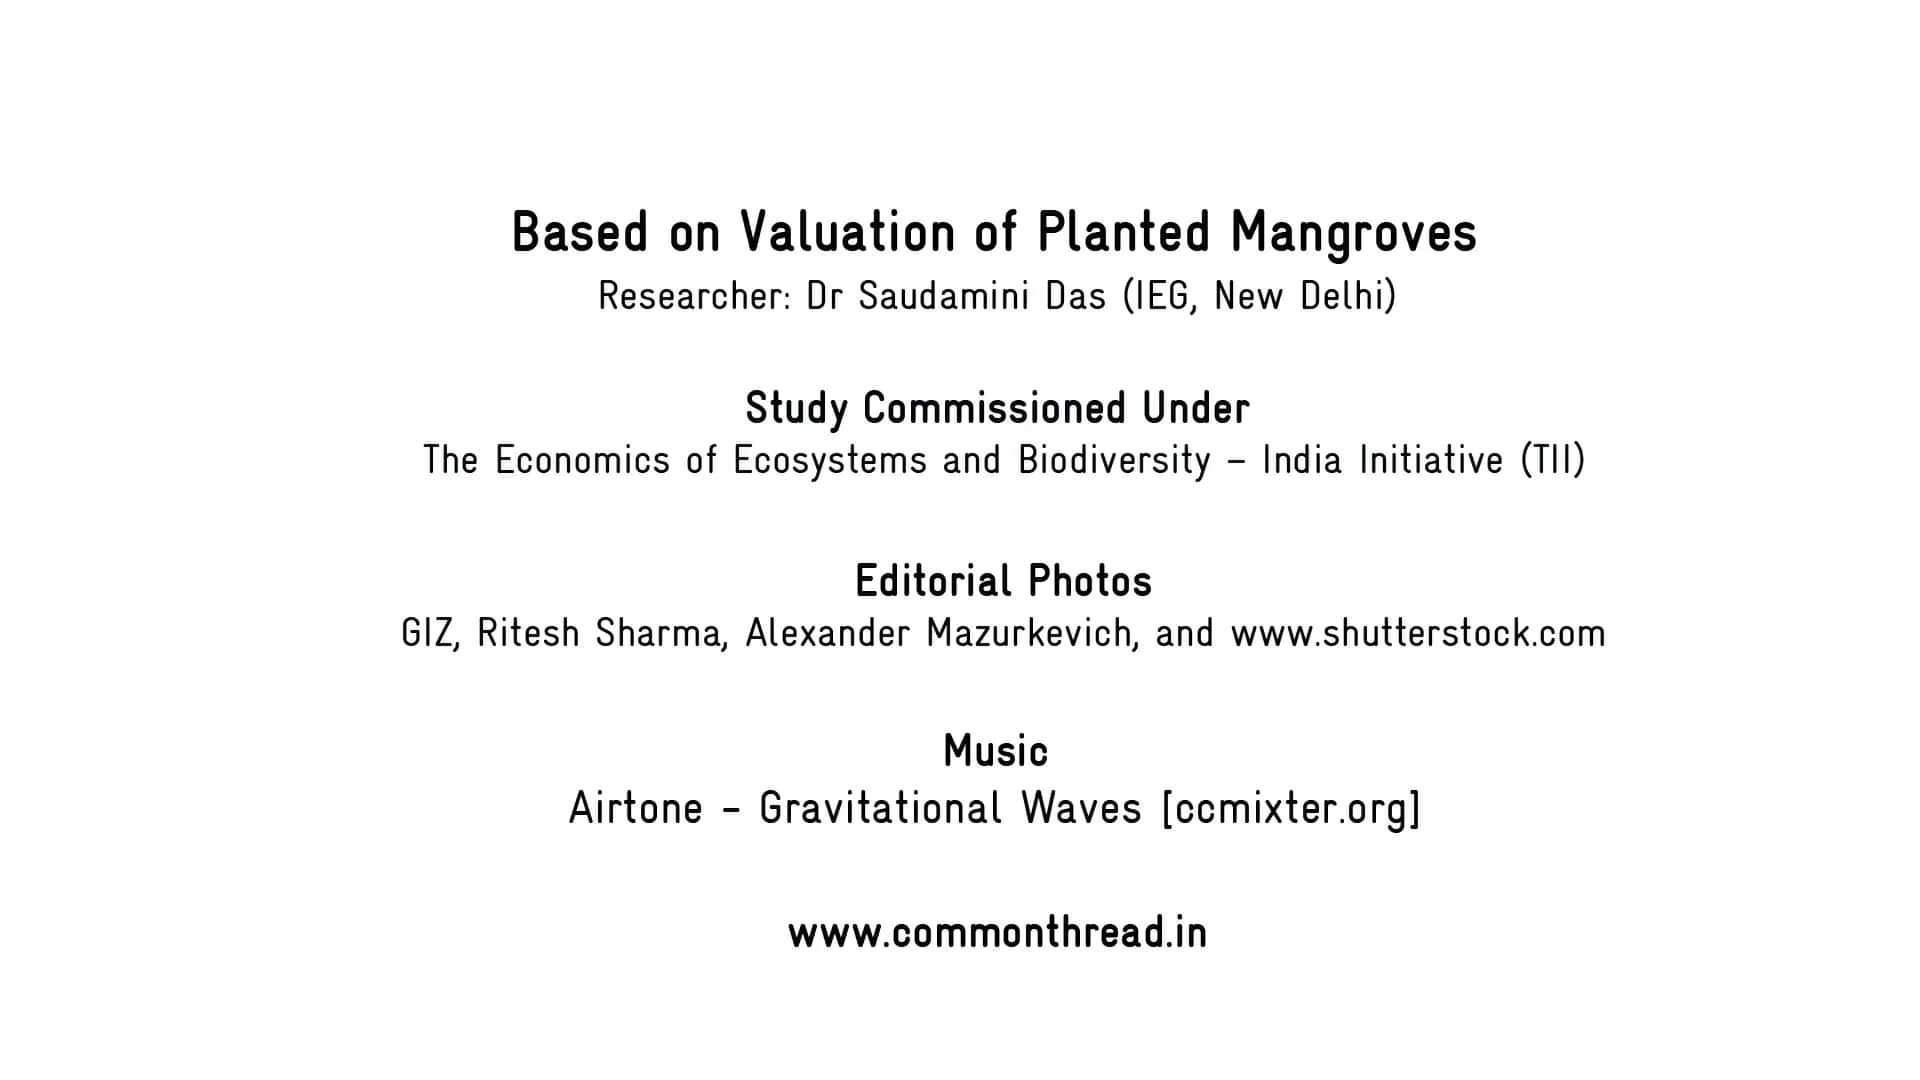 Based on Valuation of Planted Mangroves
Researcher: Dr Saudamini Das (IEG, New Delhi)
Study Commissioned Under
The Economics of Ecosystems and Biodiversity – India Initiative (TII)
Editorial Photos
GIZ, Ritesh Sharma, Alexander Mazurkevich, and www.shutterstock.com
Music
Airtone - Gravitational Waves [ccmixter.org]
www.commonthread.in